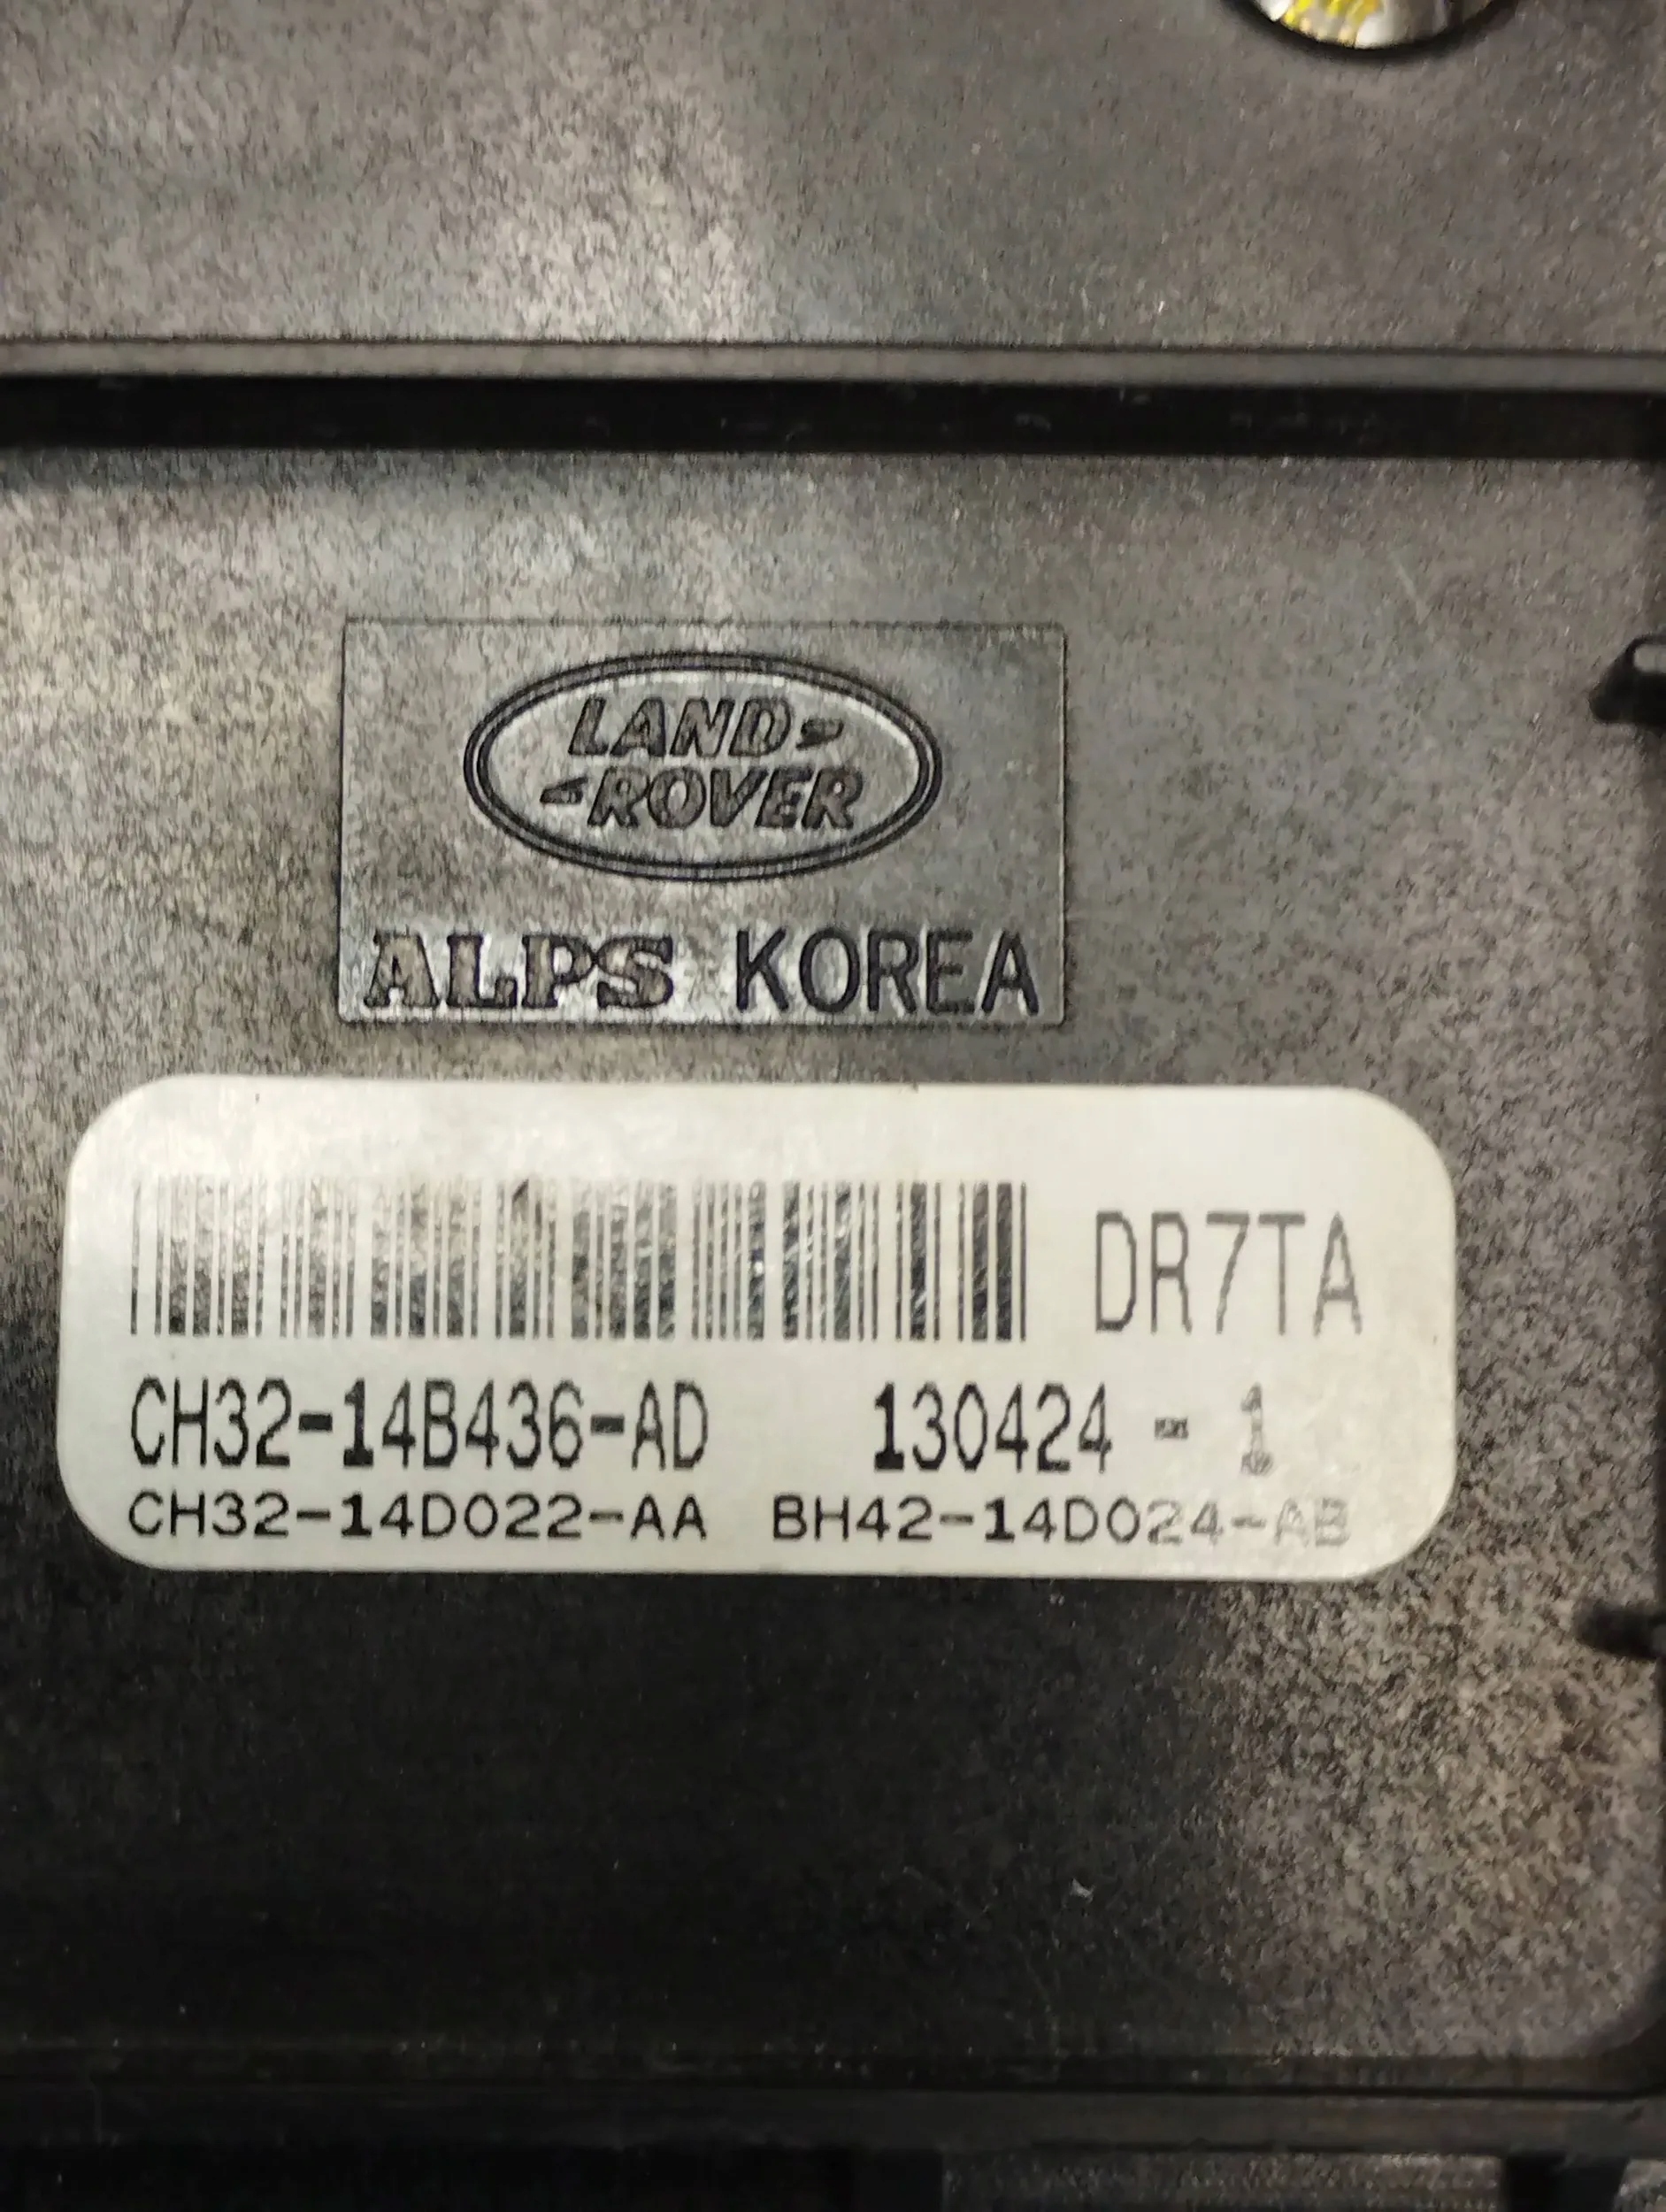 LAND-
-ROVER
ALPS KOREA
DR7TA
CH32-14B436-AD 130424 - 1
CH32-14D022-AA BH42-14D024-AB